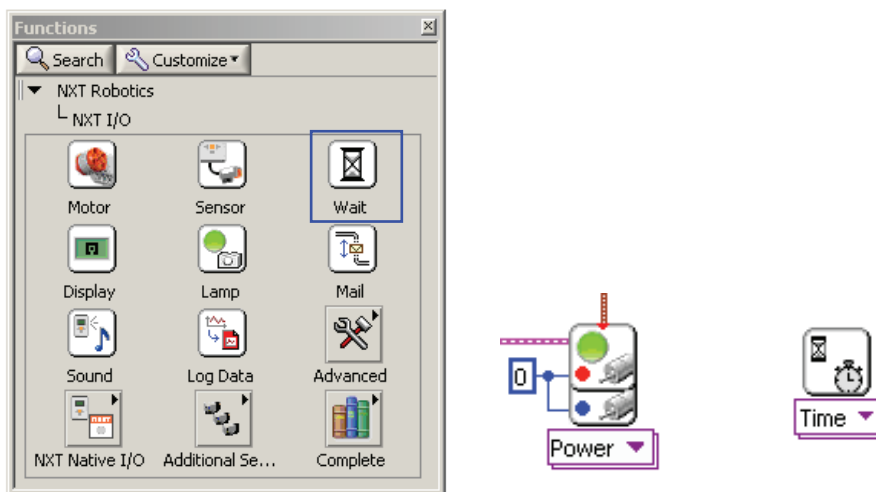 Functions
Search Customize
NXT Robotics
NXT I/O
Motor Sensor Wait
Display Lamp Mail
Sound Log Data Advanced
NXT Native I/O Additional Se... Complete
0
Power
Time